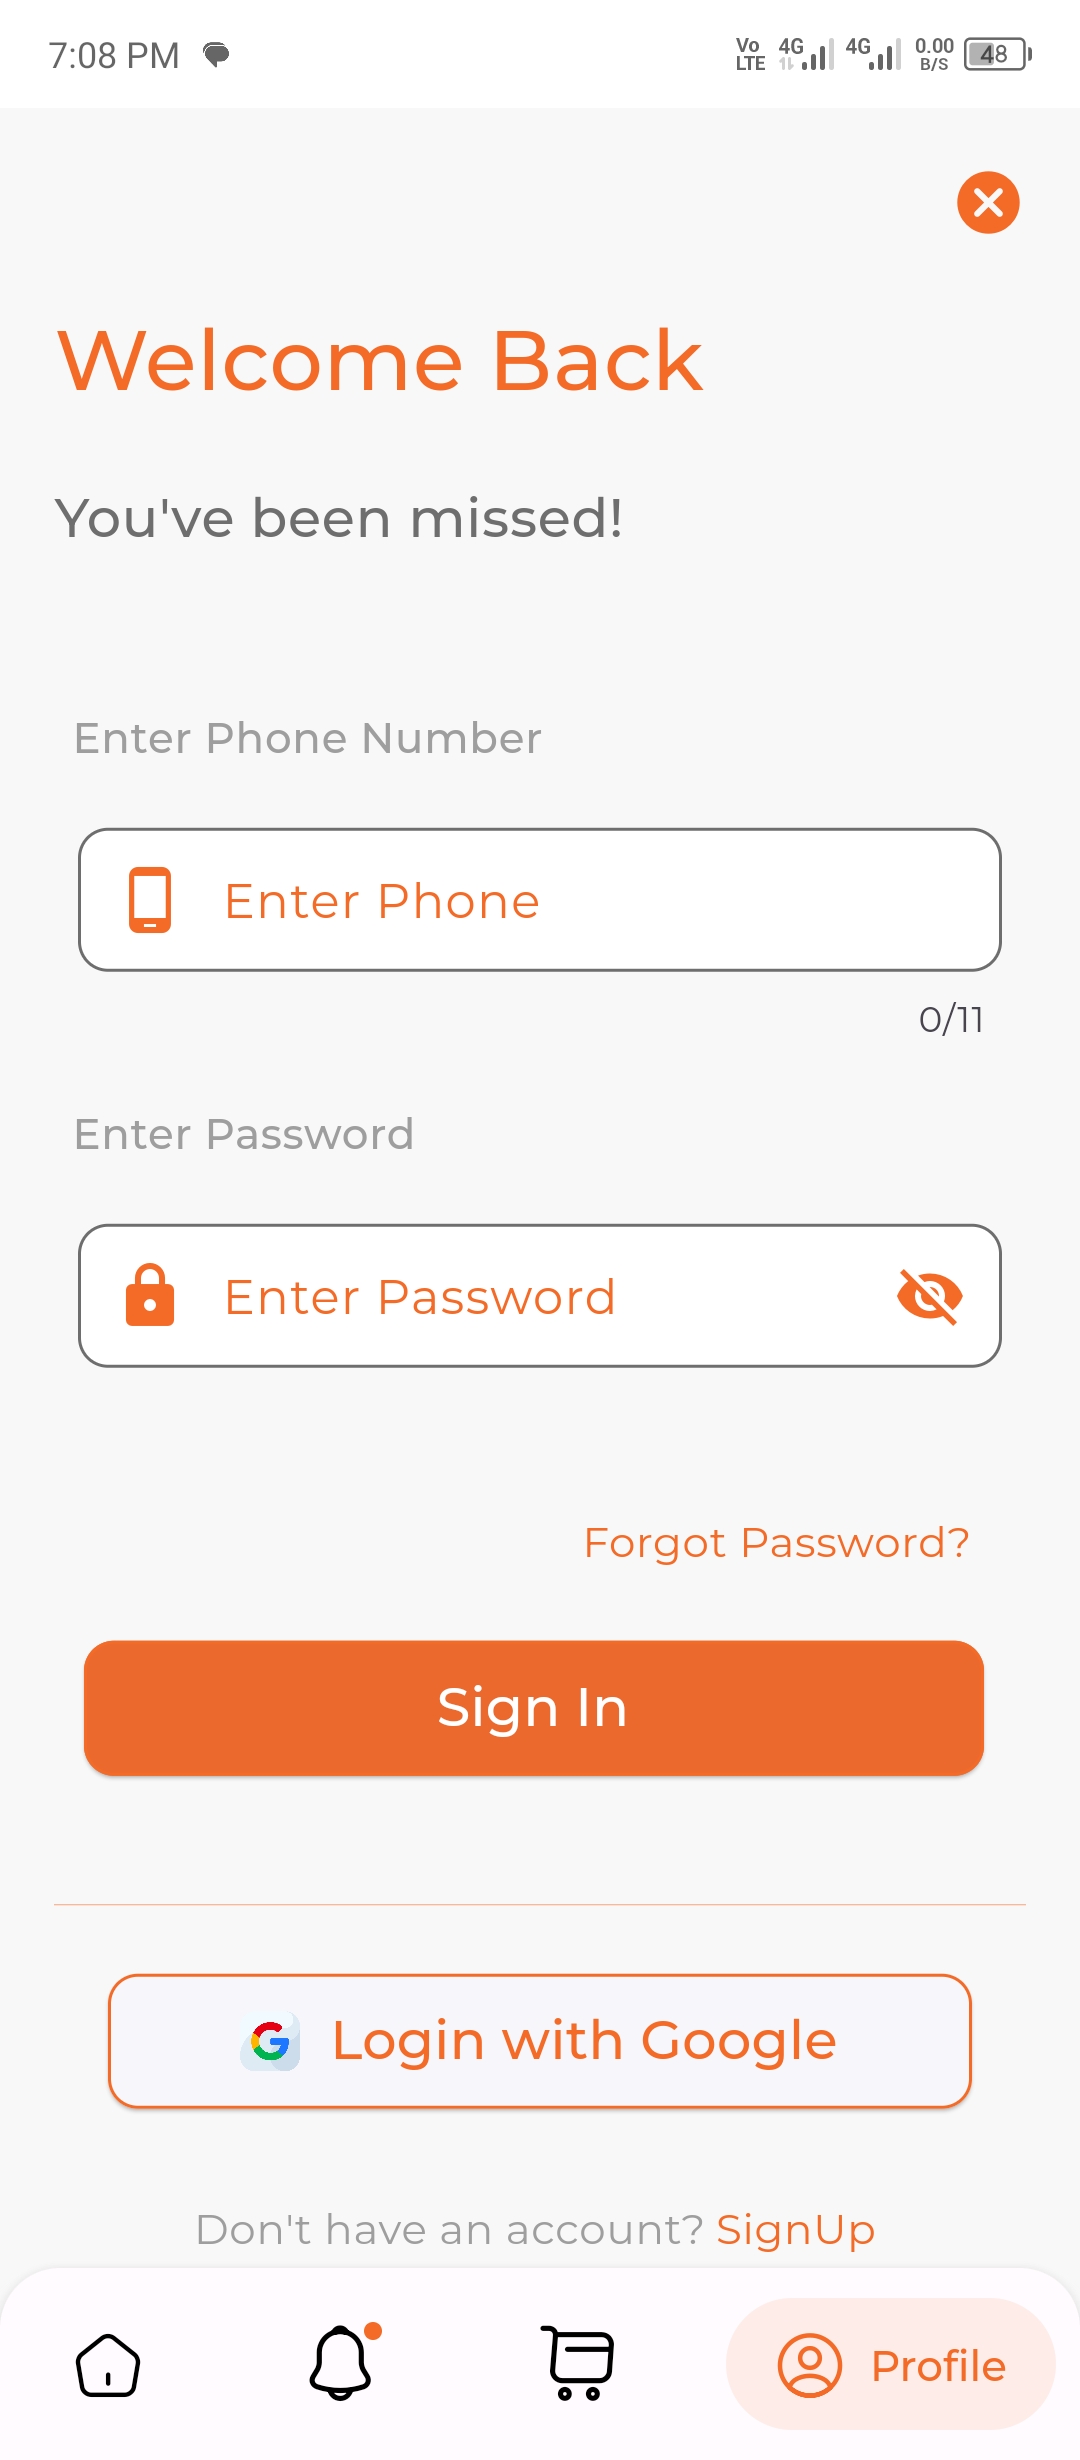 7:08 PM
Vo LTE 4G 4G 0.00 B/S 48
Welcome Back
You've been missed!
Enter Phone Number
Enter Phone
0/11
Enter Password
Enter Password
Forgot Password?
Sign In
Login with Google
Don't have an account? SignUp
Profile